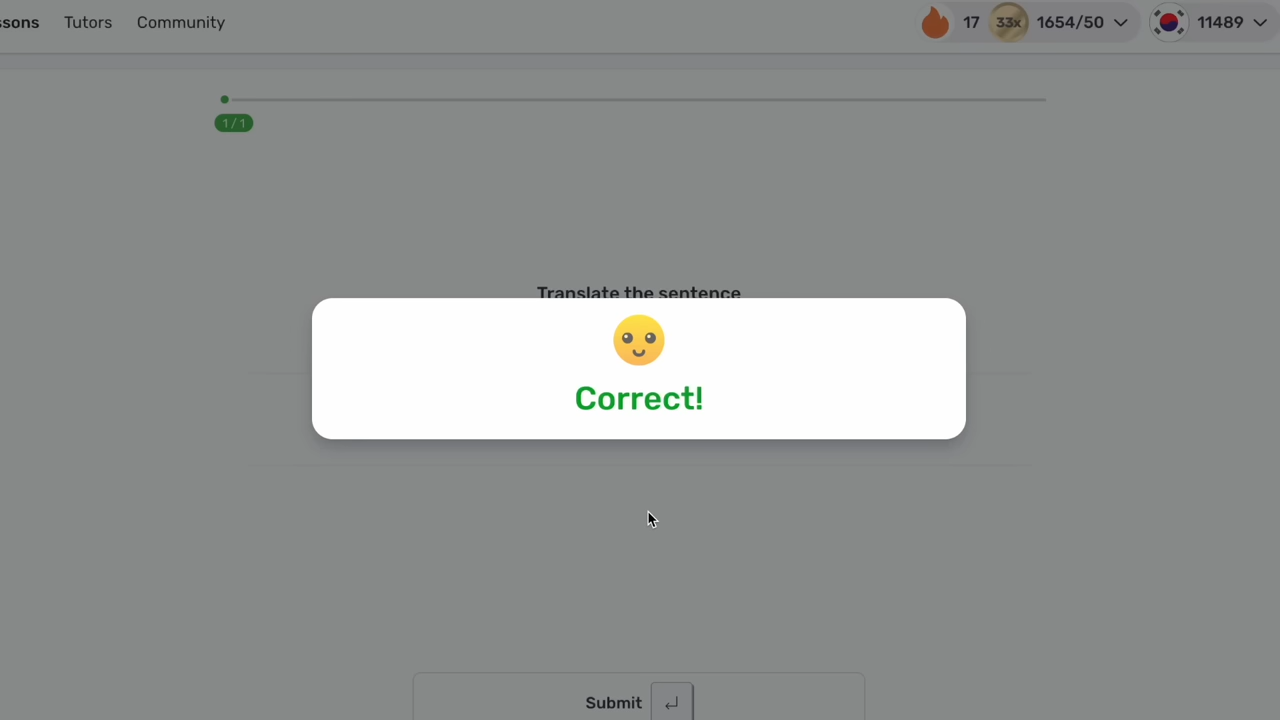 ssons Tutors Community 17 33x 1654/50 11489
1 / 1
Translate the sentence
Correct!
Submit